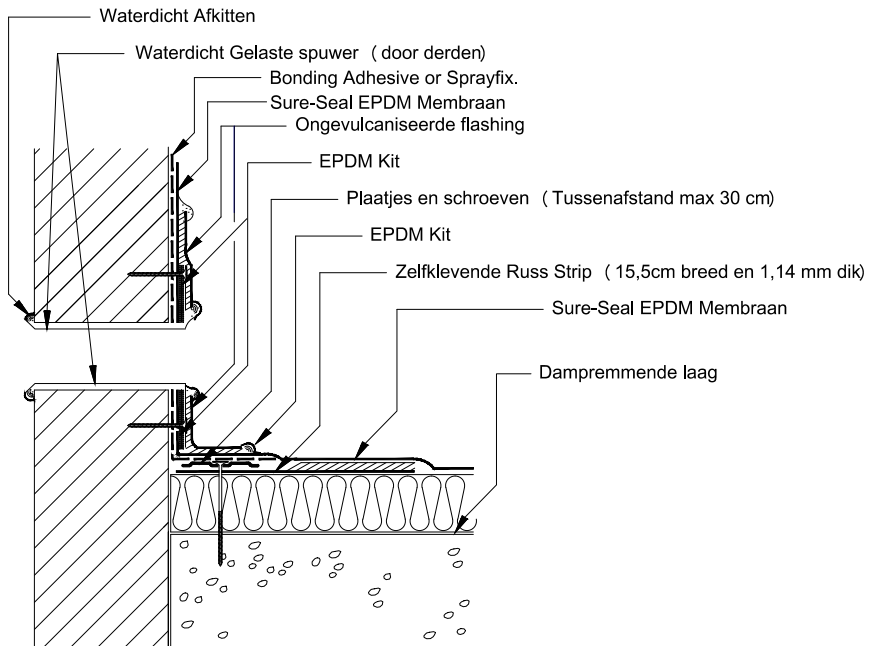 Waterdicht Afkitten
Waterdicht Gelaste spuwer ( door derden)
Bonding Adhesive or Sprayfix.
Sure-Seal EPDM Membraan
Ongevulcaniseerde flashing
EPDM Kit
Plaatjes en schroeven ( Tussenafstand max 30 cm)
EPDM Kit
Zelfklevende Russ Strip ( 15,5cm breed en 1,14 mm dik)
Sure-Seal EPDM Membraan
Dampremmende laag